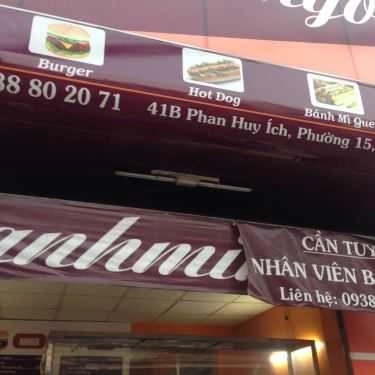 Burger
Hot Dog
Bánh Mì Que
38 80 20 71
41B Phan Huy Ích, Phường 15,
anhmu
CẦN TUY
NHÂN VIÊN B
Liên hệ: 0938